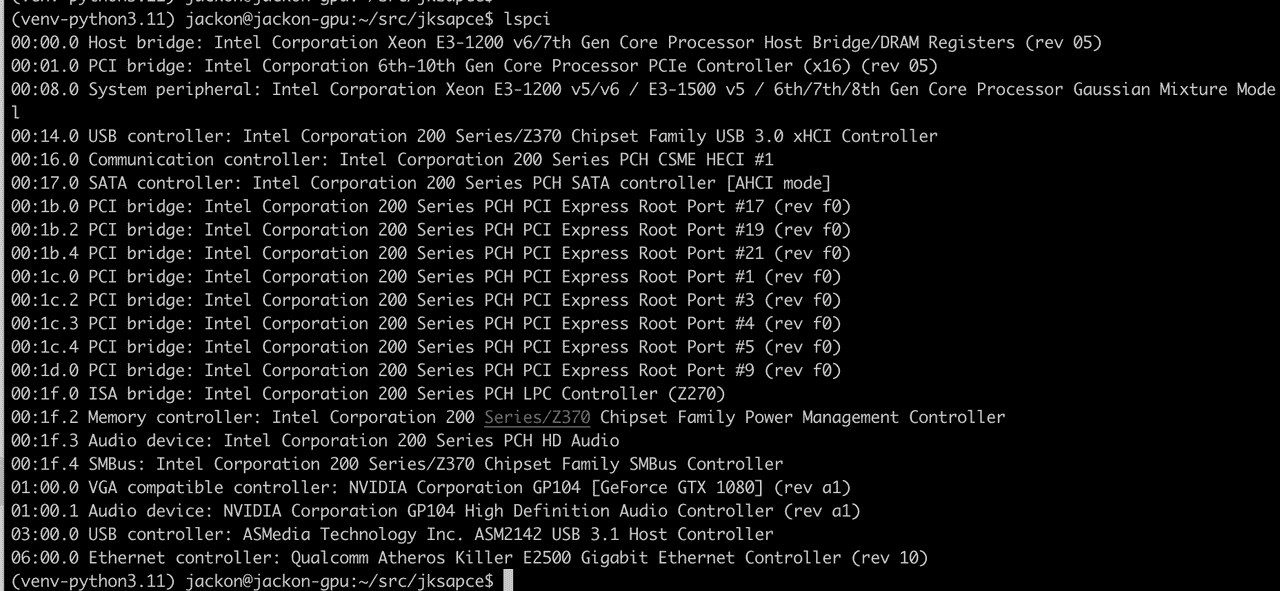 (venv-python3.11) jackon@jackon-gpu:~/src/jksapce$
(venv-python3.11) jackon@jackon-gpu:~/src/jksapce$ lspci
00:00.0 Host bridge: Intel Corporation Xeon E3-1200 v6/7th Gen Core Processor Host Bridge/DRAM Registers (rev 05)
00:01.0 PCI bridge: Intel Corporation 6th-10th Gen Core Processor PCIe Controller (x16) (rev 05)
00:08.0 System peripheral: Intel Corporation Xeon E3-1200 v5/v6 / E3-1500 v5 / 6th/7th/8th Gen Core Processor Gaussian Mixture Mode
l
00:14.0 USB controller: Intel Corporation 200 Series/Z370 Chipset Family USB 3.0 xHCI Controller
00:16.0 Communication controller: Intel Corporation 200 Series PCH CSME HECI #1
00:17.0 SATA controller: Intel Corporation 200 Series PCH SATA controller [AHCI mode]
00:1b.0 PCI bridge: Intel Corporation 200 Series PCH PCI Express Root Port #17 (rev f0)
00:1b.2 PCI bridge: Intel Corporation 200 Series PCH PCI Express Root Port #19 (rev f0)
00:1b.4 PCI bridge: Intel Corporation 200 Series PCH PCI Express Root Port #21 (rev f0)
00:1c.0 PCI bridge: Intel Corporation 200 Series PCH PCI Express Root Port #1 (rev f0)
00:1c.2 PCI bridge: Intel Corporation 200 Series PCH PCI Express Root Port #3 (rev f0)
00:1c.3 PCI bridge: Intel Corporation 200 Series PCH PCI Express Root Port #4 (rev f0)
00:1c.4 PCI bridge: Intel Corporation 200 Series PCH PCI Express Root Port #5 (rev f0)
00:1d.0 PCI bridge: Intel Corporation 200 Series PCH PCI Express Root Port #9 (rev f0)
00:1f.0 ISA bridge: Intel Corporation 200 Series PCH LPC Controller (Z270)
00:1f.2 Memory controller: Intel Corporation 200 Series/Z370 Chipset Family Power Management Controller
00:1f.3 Audio device: Intel Corporation 200 Series PCH HD Audio
00:1f.4 SMBus: Intel Corporation 200 Series/Z370 Chipset Family SMBus Controller
01:00.0 VGA compatible controller: NVIDIA Corporation GP104 [GeForce GTX 1080] (rev a1)
01:00.1 Audio device: NVIDIA Corporation GP104 High Definition Audio Controller (rev a1)
03:00.0 USB controller: ASMedia Technology Inc. ASM2142 USB 3.1 Host Controller
06:00.0 Ethernet controller: Qualcomm Atheros Killer E2500 Gigabit Ethernet Controller (rev 10)
(venv-python3.11) jackon@jackon-gpu:~/src/jksapce$